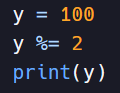 y = 100
y %= 2
print(y)